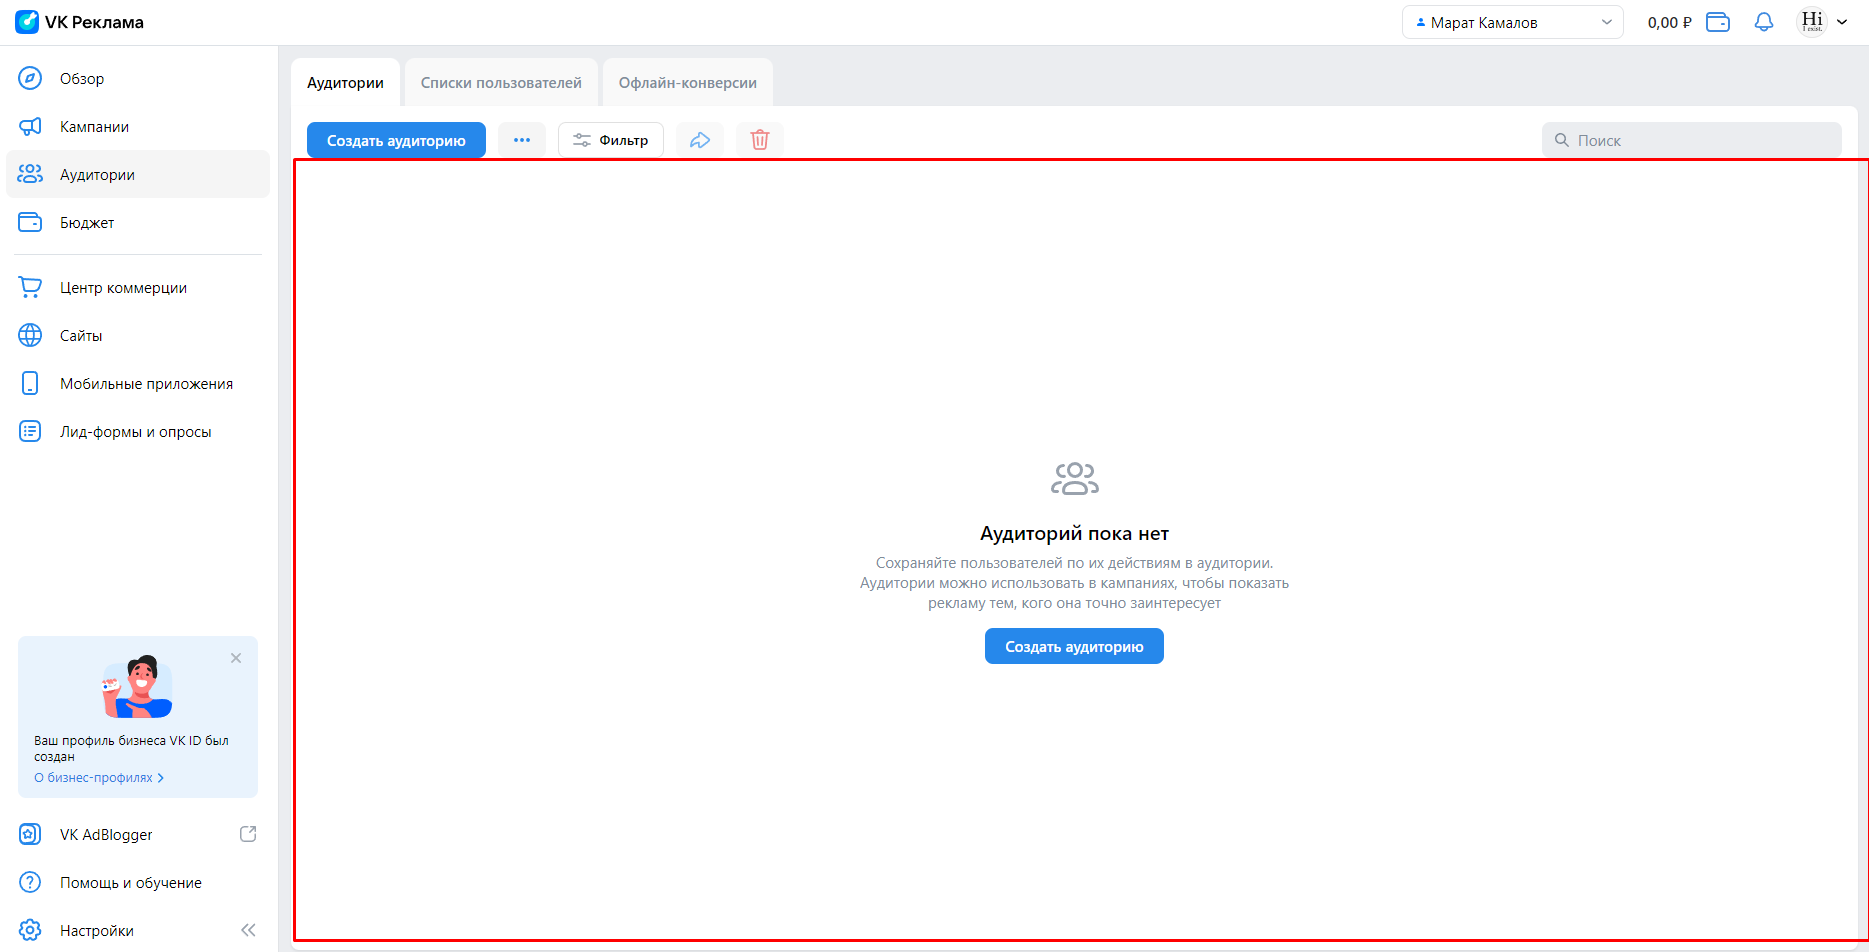 VK Реклама
Марат Камалов
0,00 ₽
Hi
I exist.
Обзор
Кампании
Аудитории
Бюджет
Центр коммерции
Сайты
Мобильные приложения
Лид-формы и опросы
Ваш профиль бизнеса VK ID был
создан
О бизнес-профилях
VK AdBlogger
Помощь и обучение
Настройки
Аудитории
Списки пользователей
Офлайн-конверсии
Создать аудиторию
Фильтр
Поиск
Аудиторий пока нет
Сохраняйте пользователей по их действиям в аудитории.
Аудитории можно использовать в кампаниях, чтобы показать
рекламу тем, кого она точно заинтересует
Создать аудиторию